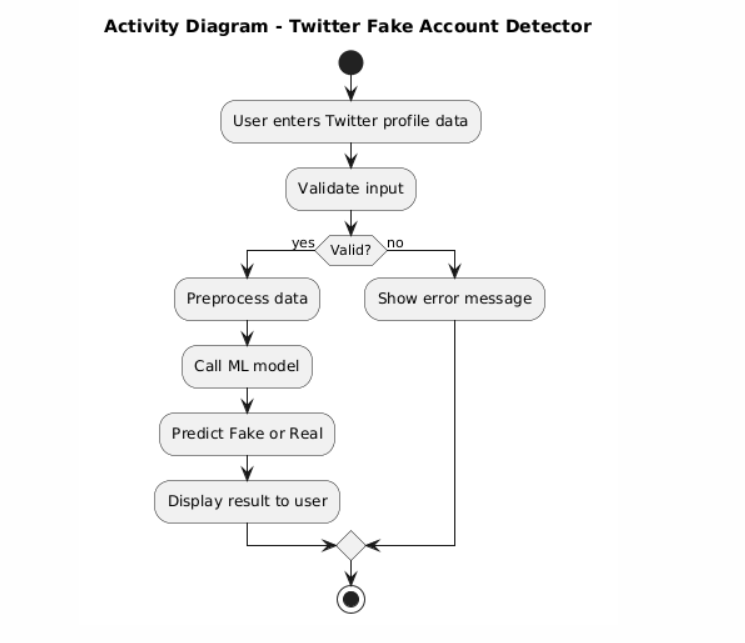 Activity Diagram - Twitter Fake Account Detector
User enters Twitter profile data
Validate input
yes
Valid?
no
Preprocess data
Show error message
Call ML model
Predict Fake or Real
Display result to user